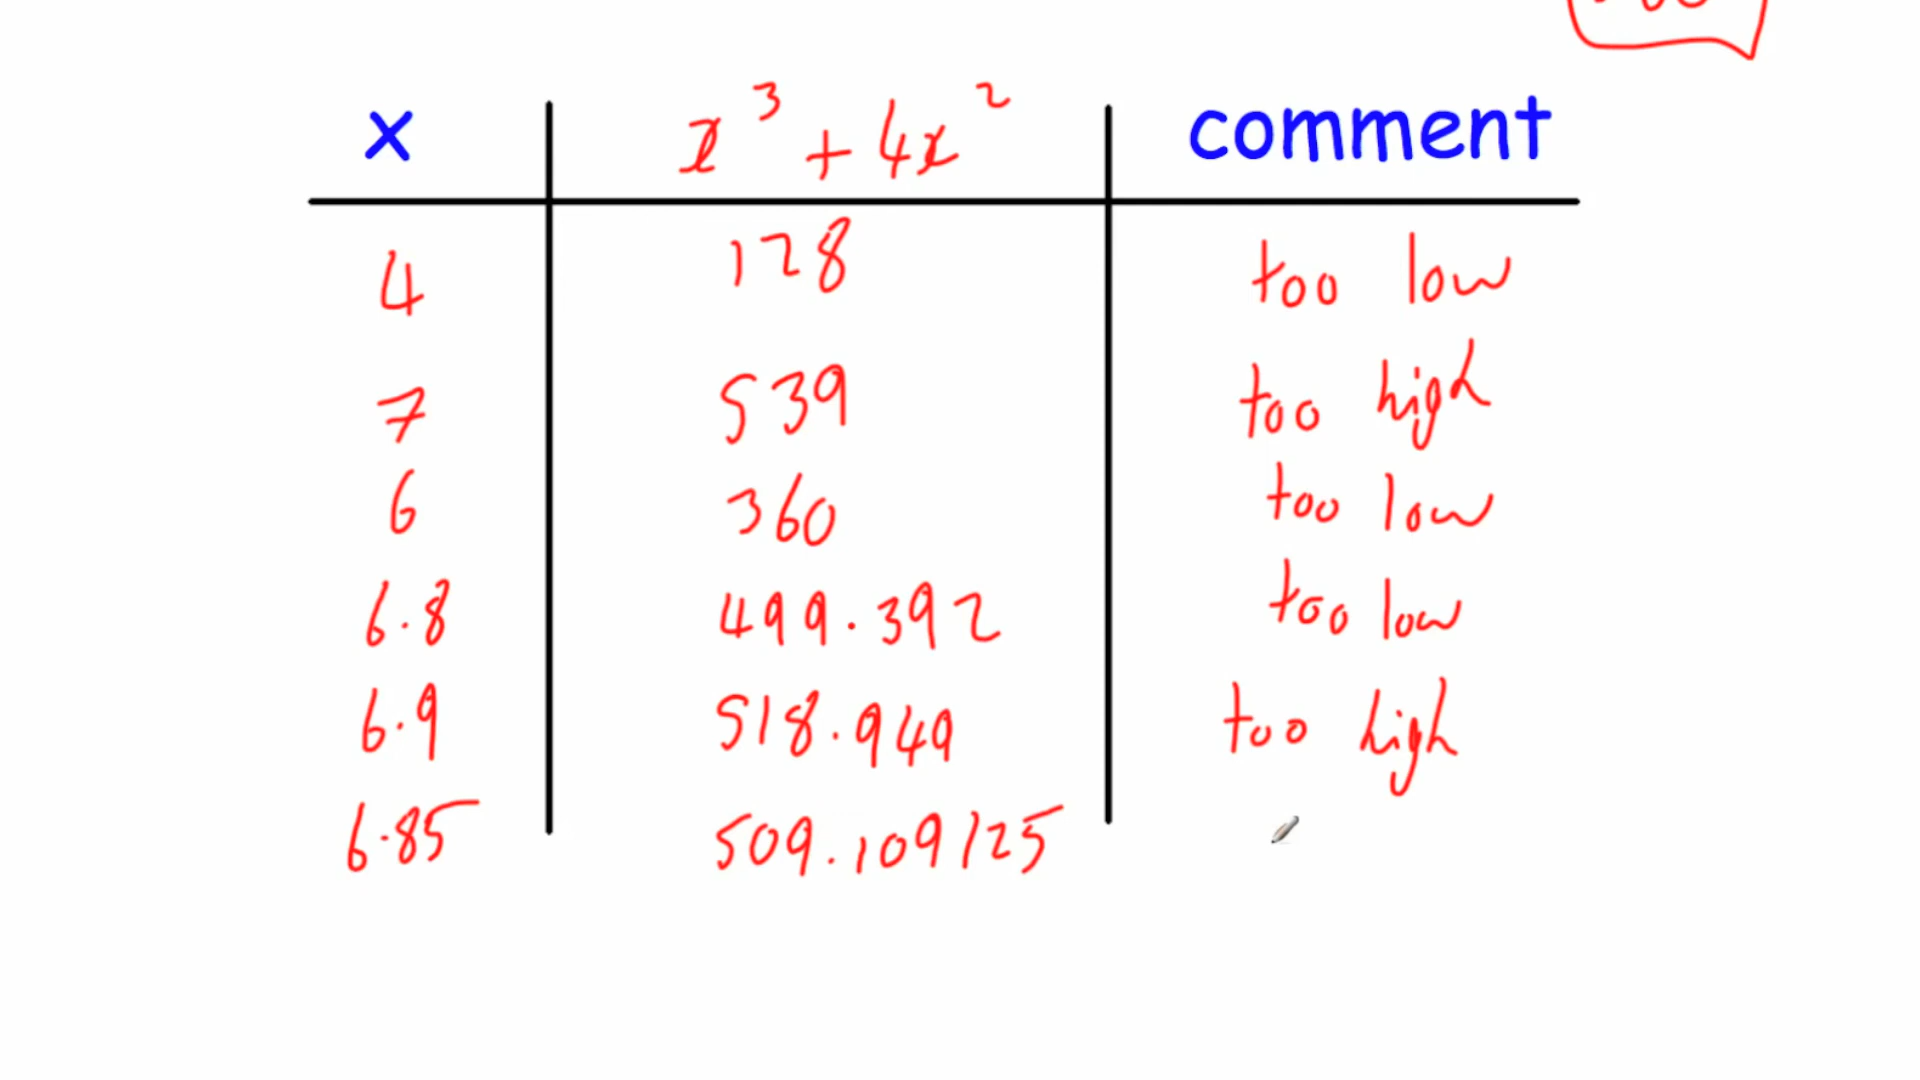 x x³ + 4x² comment
4 128 too low
7 539 too high
6 360 too low
6.8 499.392 too low
6.9 518.949 too high
6.85 509.109125